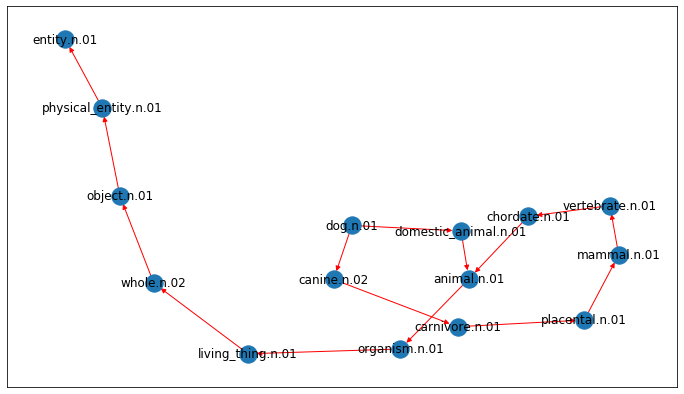 entity.n.01
physical_entity.n.01
object.n.01
vertebrate.n.01
chordate.n.01
dog.n.01
domestic_animal.n.01
mammal.n.01
canine.n.02
animal.n.01
whole.n.02
placental.n.01
carnivore.n.01
organism.n.01
living_thing.n.01